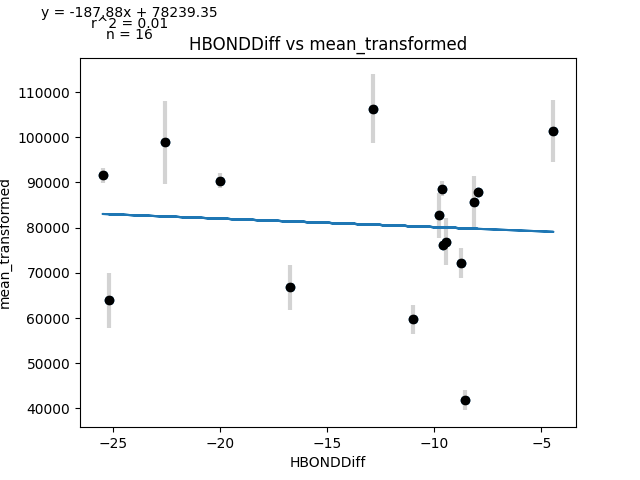 y = -187.88x + 78239.35
r^2 = 0.01
n = 16
HBONDDiff vs mean_transformed
110000
100000
90000
80000
70000
60000
50000
40000
mean_transformed
−25
−20
−15
−10
−5
HBONDDiff